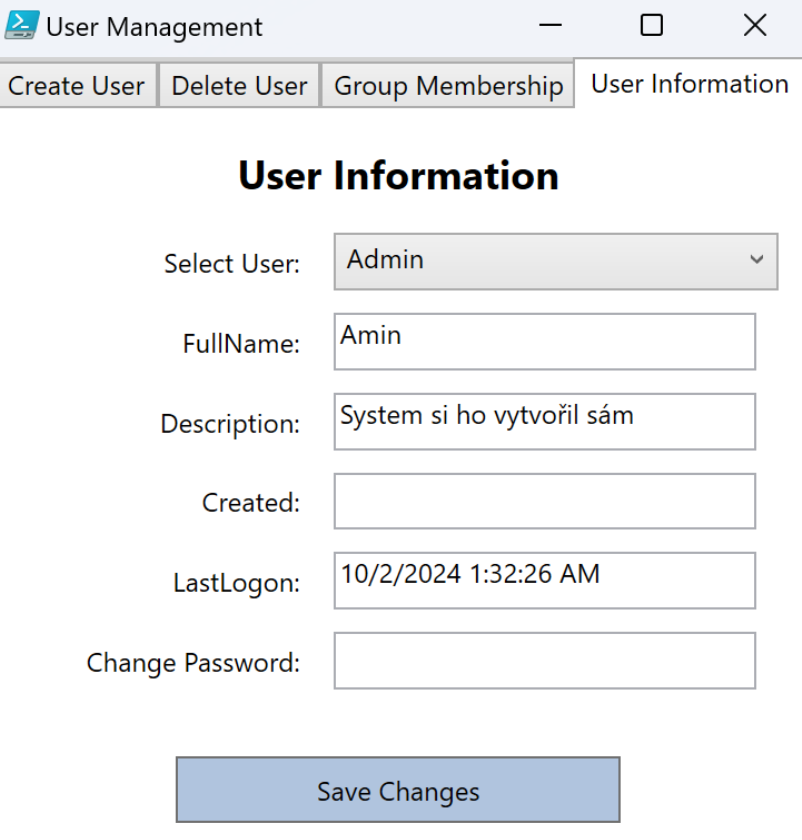 User Management
Create User Delete User Group Membership User Information
User Information
Select User: Admin
FullName: Amin
Description: System si ho vytvořil sám
Created:
LastLogon: 10/2/2024 1:32:26 AM
Change Password:
Save Changes